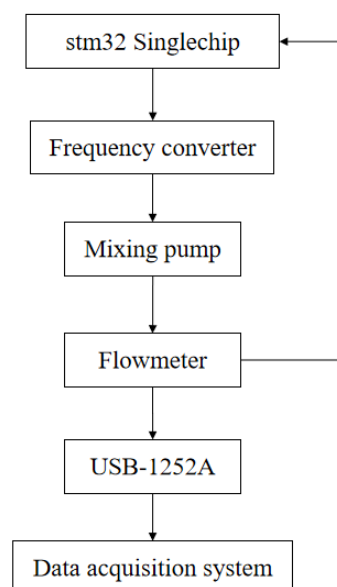 stm32 Singlechip
Frequency converter
Mixing pump
Flowmeter
USB-1252A
Data acquisition system